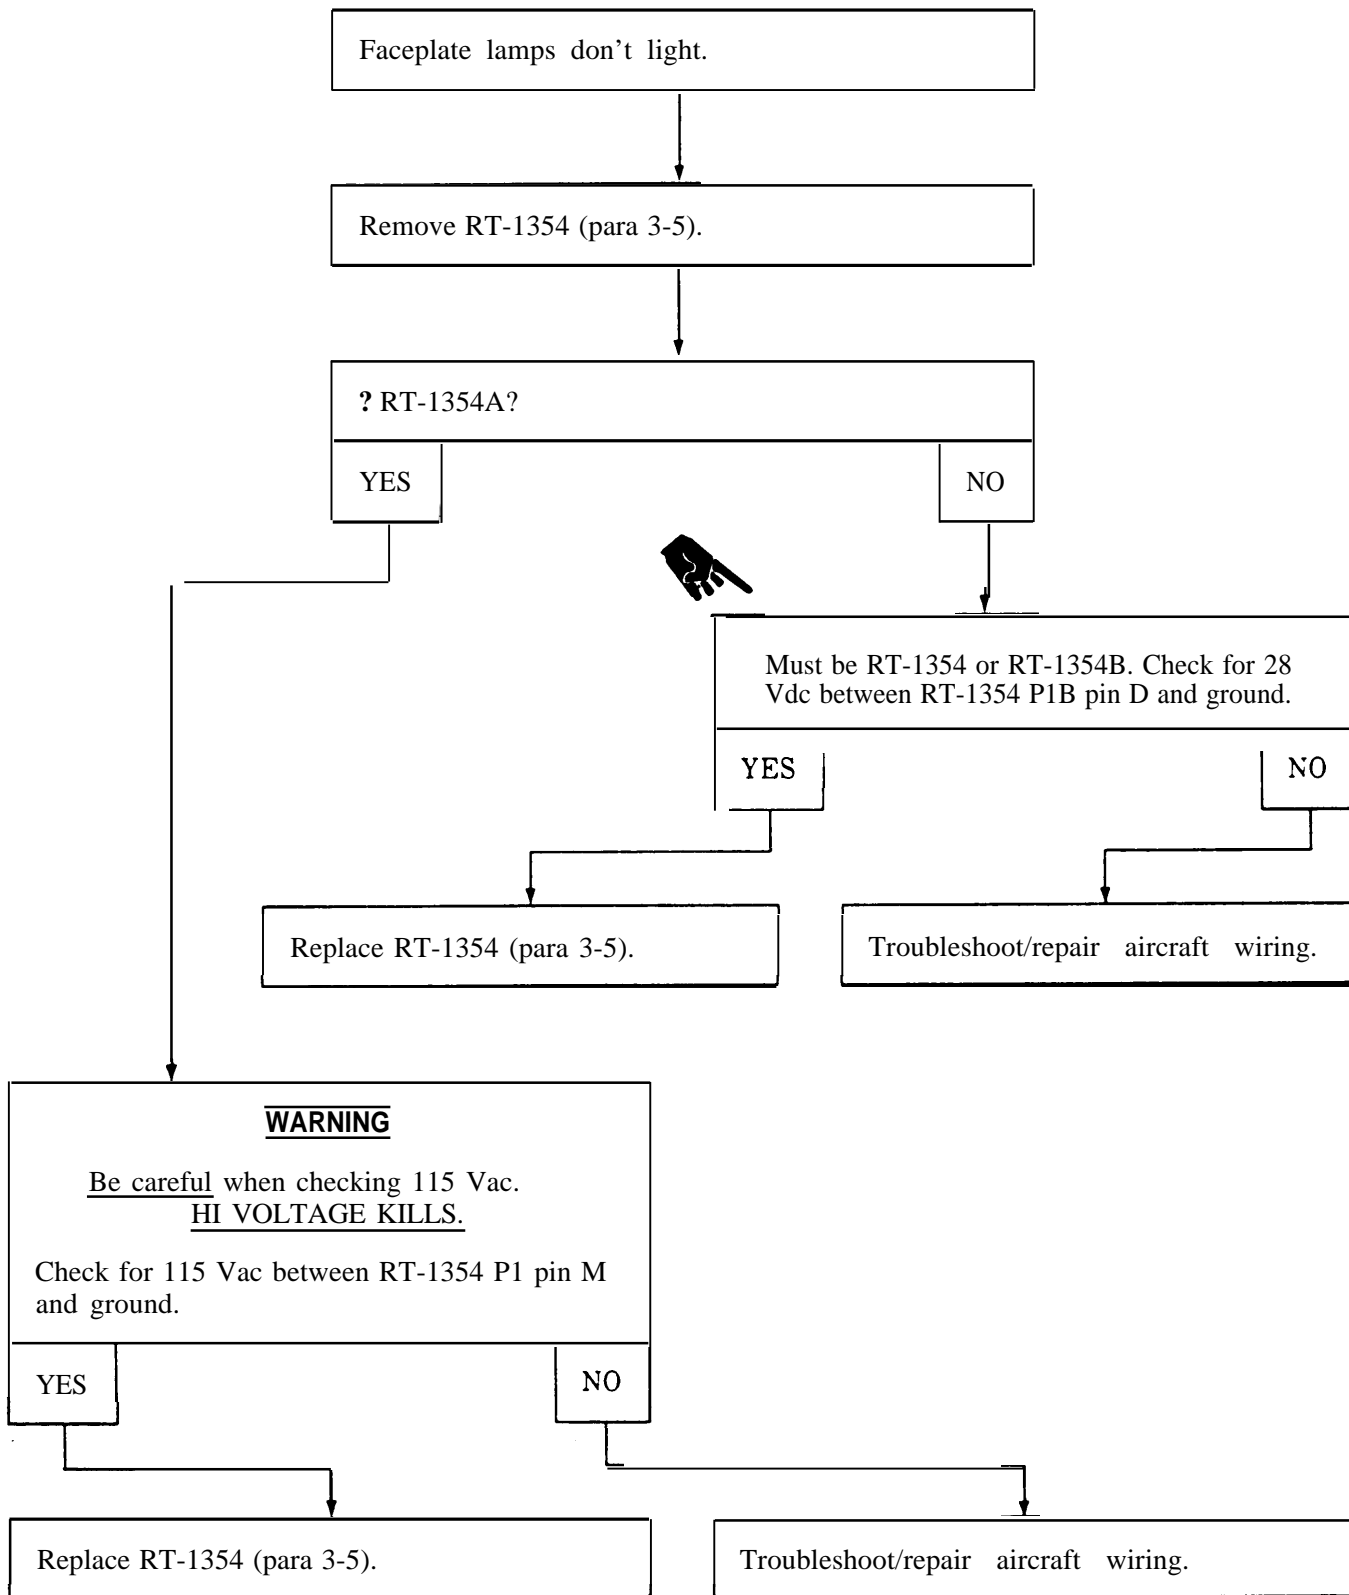 Faceplate lamps don't light.
Remove RT-1354 (para 3-5).
? RT-1354A?
YES
NO
Must be RT-1354 or RT-1354B. Check for 28
Vdc between RT-1354 P1B pin D and ground.
YES
NO
Replace RT-1354 (para 3-5).
Troubleshoot/repair aircraft wiring.
WARNING
Be careful when checking 115 Vac.
HI VOLTAGE KILLS.
Check for 115 Vac between RT-1354 P1 pin M
and ground.
YES
NO
Replace RT-1354 (para 3-5).
Troubleshoot/repair aircraft wiring.